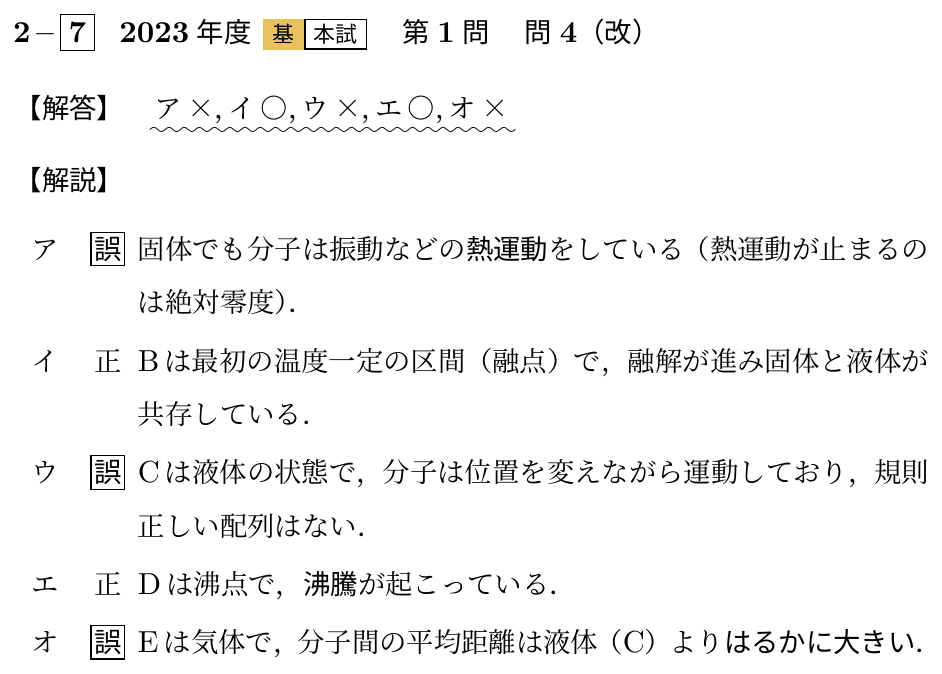 2－7 2023年度 基 本試 第1問 問4（改）
【解答】 ア×，イ○，ウ×，エ○，オ×
【解説】
ア 誤 固体でも分子は振動などの熱運動をしている（熱運動が止まるの
は絶対零度）．
イ 正 Bは最初の温度一定の区間（融点）で，融解が進み固体と液体が
共存している．
ウ 誤 Cは液体の状態で，分子は位置を変えながら運動しており，規則
正しい配列はない．
エ 正 Dは沸点で，沸騰が起こっている．
オ 誤 Eは気体で，分子間の平均距離は液体（C）よりはるかに大きい．